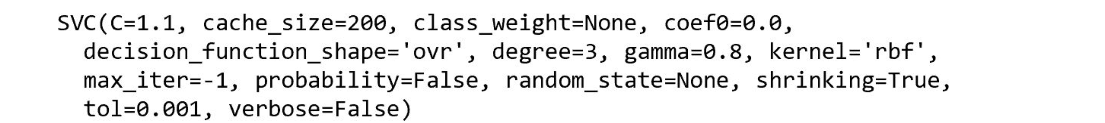 SVC(C=1.1, cache_size=200, class_weight=None, coef0=0.0,
decision_function_shape='ovr', degree=3, gamma=0.8, kernel='rbf',
max_iter=-1, probability=False, random_state=None, shrinking=True,
tol=0.001, verbose=False)